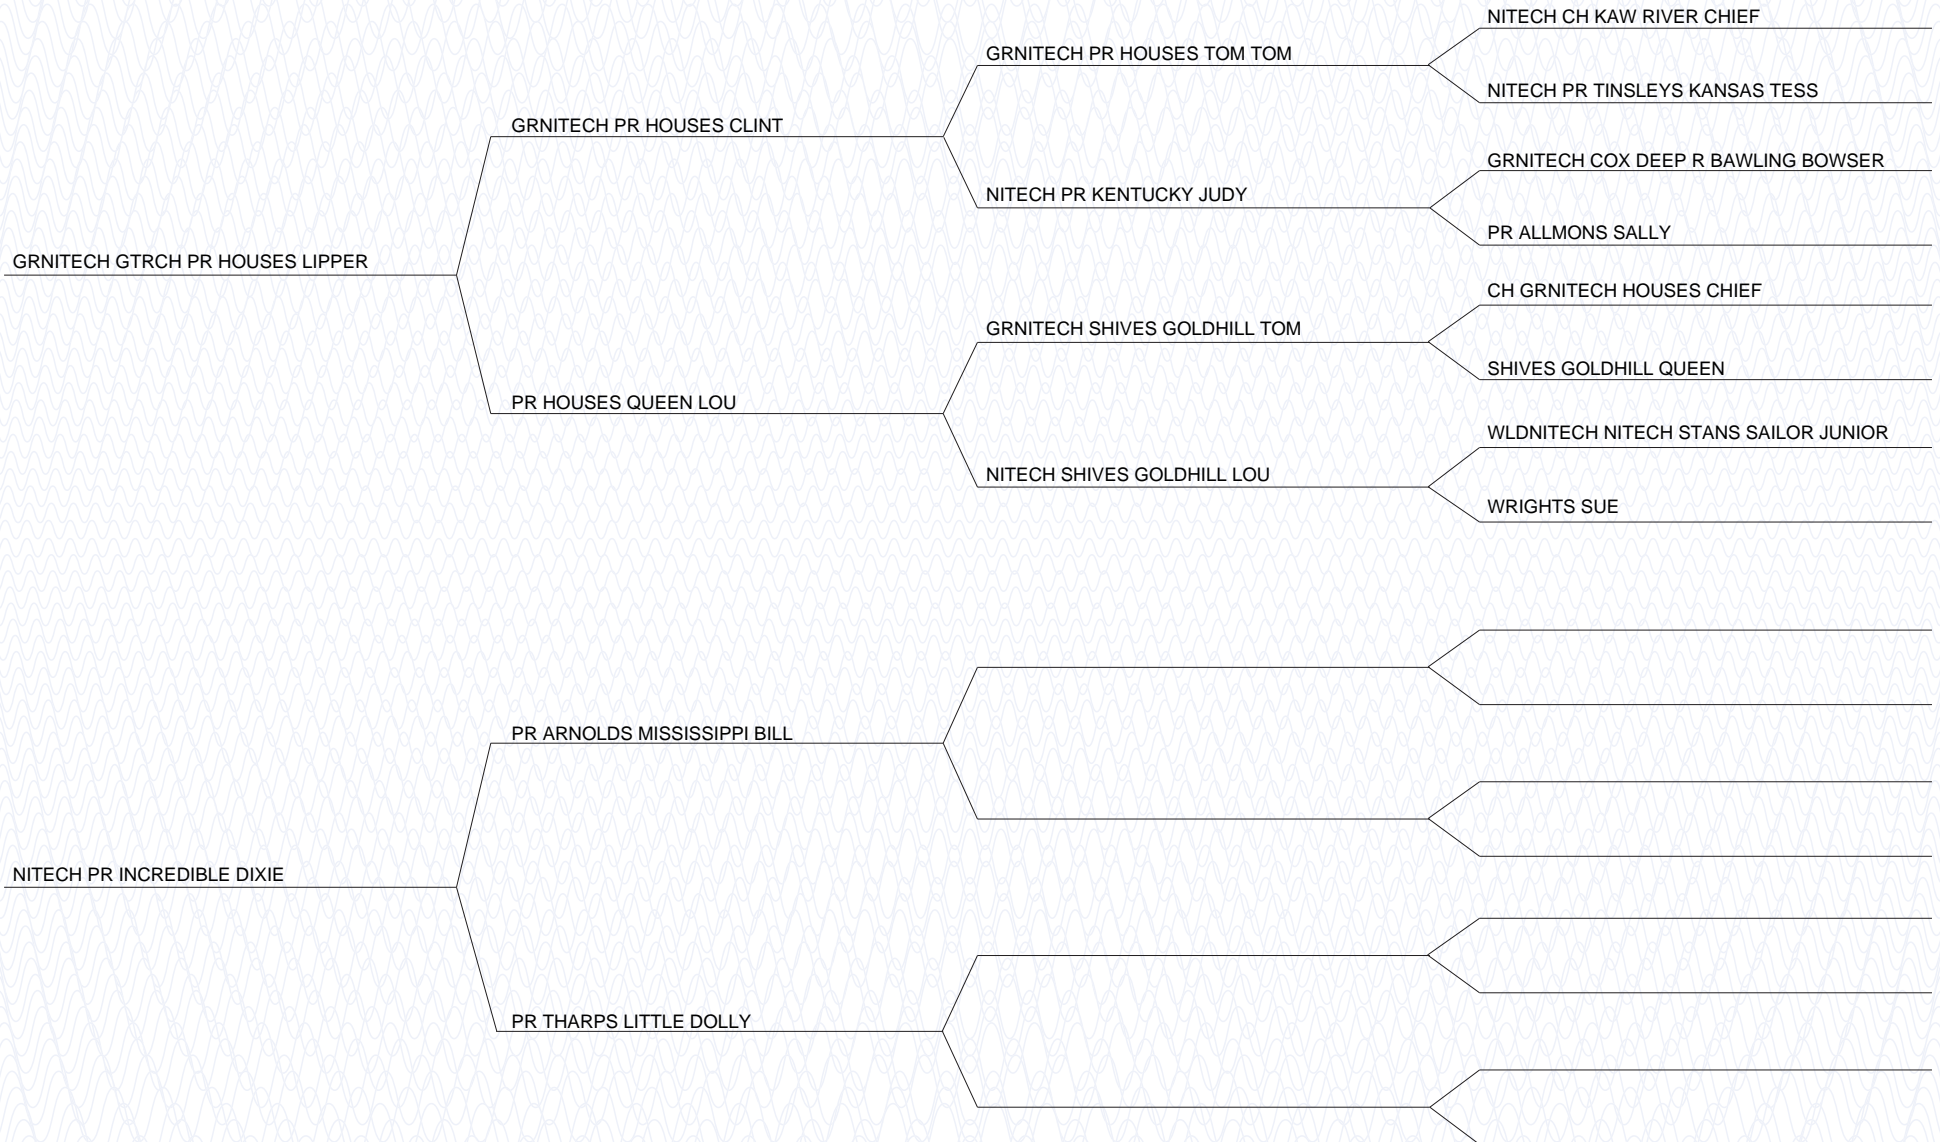 NITECH CH KAW RIVER CHIEF
GRNITECH PR HOUSES TOM TOM
NITECH PR TINSLEYS KANSAS TESS
GRNITECH PR HOUSES CLINT
GRNITECH COX DEEP R BAWLING BOWSER
NITECH PR KENTUCKY JUDY
PR ALLMONS SALLY
GRNITECH GTRCH PR HOUSES LIPPER
CH GRNITECH HOUSES CHIEF
GRNITECH SHIVES GOLDHILL TOM
SHIVES GOLDHILL QUEEN
PR HOUSES QUEEN LOU
WLDNITECH NITECH STANS SAILOR JUNIOR
NITECH SHIVES GOLDHILL LOU
WRIGHTS SUE
PR ARNOLDS MISSISSIPPI BILL
NITECH PR INCREDIBLE DIXIE
PR THARPS LITTLE DOLLY